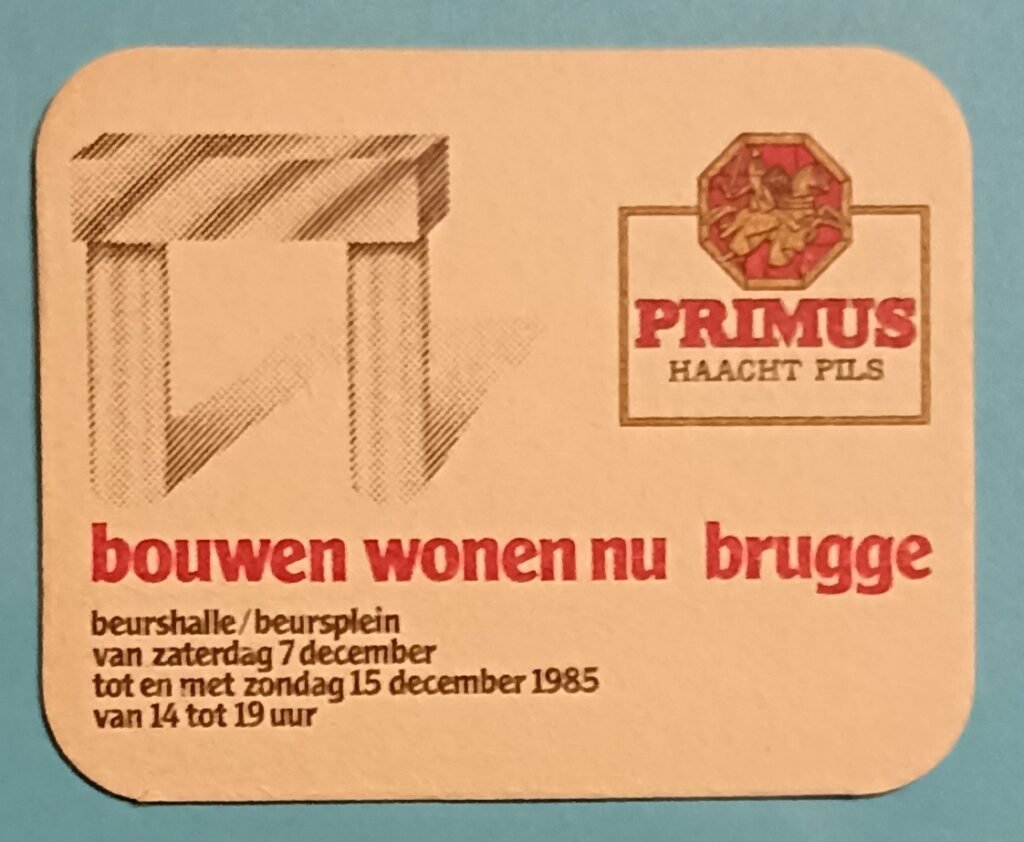 PRIMUS
HAACHT PILS
bouwen wonen nu brugge
beurshalle/beursplein
van zaterdag 7 december
tot en met zondag 15 december 1985
van 14 tot 19 uur